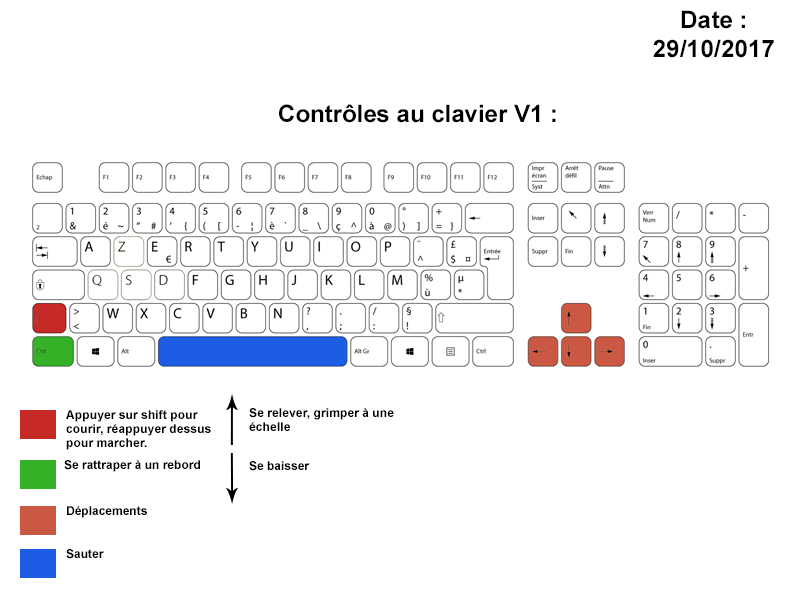 Date :
29/10/2017
Contrôles au clavier V1 :
Echap F1 F2 F3 F4 F5 F6 F7 F8 F9 F10 F11 F12 Impr écran Syst Arrêt défil Pause Attn
2 1 & 2 é ~ 3 " # 4 ' { 5 ( [ 6 - ¦ 7 è ` 8 _ \ 9 ç ^ 0 à @ ° ) ] + = } ← Inser ↖ Verr Num / * -
A Z E € R T Y U I O P ¨ ^ £ $ ¤ Entrée Suppr Fin 7 8 9 +
Q S D F G H J K L M % ù µ * 4 5 6
> < W X C V B N ? , . ; / : § ! ⇧ ↑ 1 Fin 2 3 Entr
Ctrl Alt Alt Gr Ctrl ← ↓ → 0 Inser . Suppr
Appuyer sur shift pour
courir, réappuyer dessus
pour marcher.
Se relever, grimper à une
échelle
Se rattraper à un rebord
Se baisser
Déplacements
Sauter